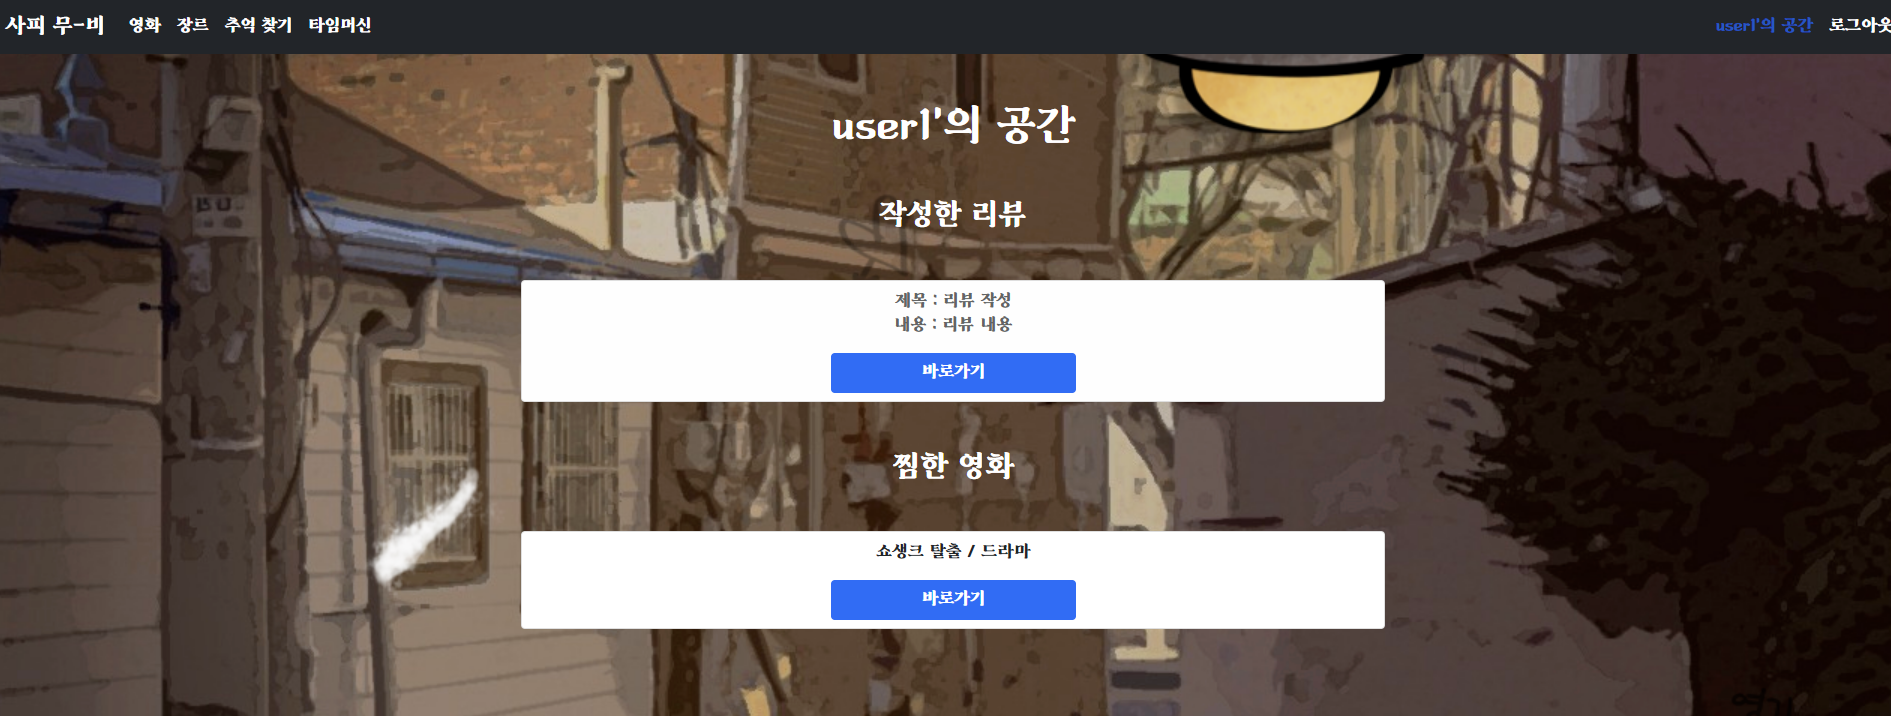 사피 무-비 영화 장르 추억 찾기 타임머신 user1'의 공간 로그아웃
user1'의 공간
작성한 리뷰
제목 : 리뷰 작성
내용 : 리뷰 내용
바로가기
찜한 영화
쇼생크 탈출 / 드라마
바로가기